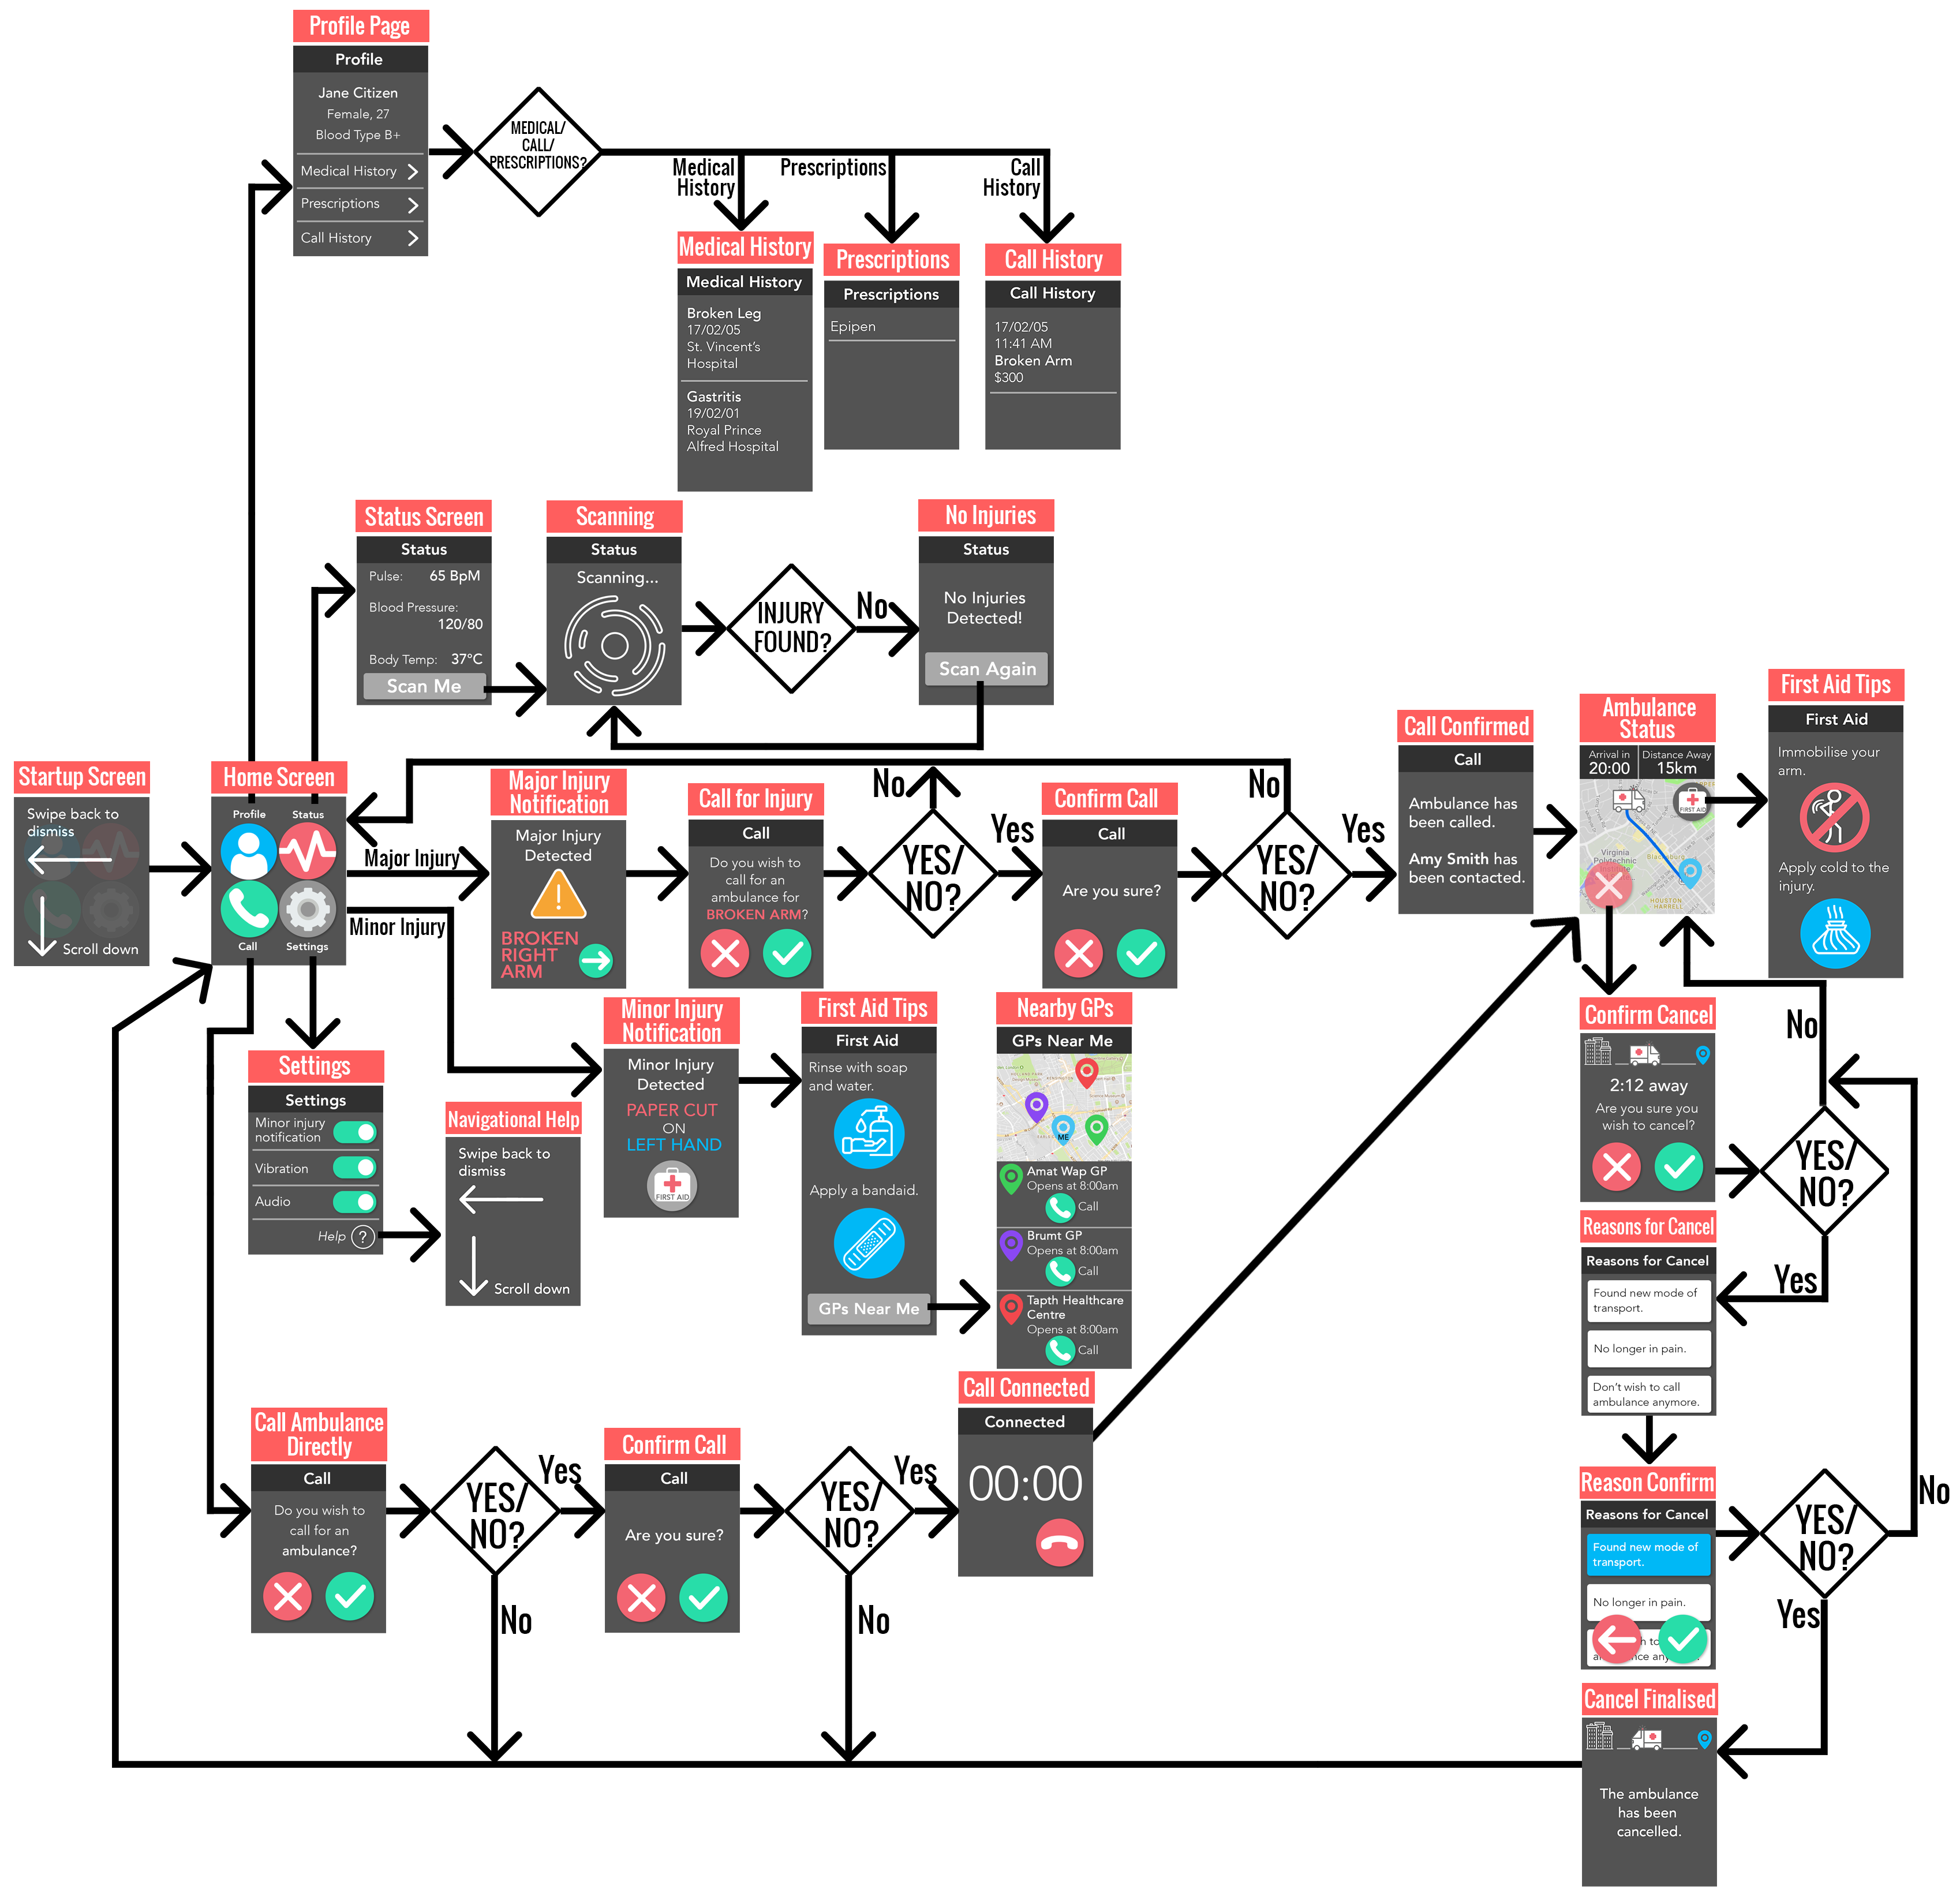 Profile Page
Profile
Jane Citizen
Female, 27
Blood Type B+
Medical History
Prescriptions
Call History
MEDICAL/
CALL/
PRESCRIPTIONS?
Medical
History
Prescriptions
Call
History
Medical History
Medical History
Broken Leg
17/02/05
St. Vincent's
Hospital
Gastritis
19/02/01
Royal Prince
Alfred Hospital
Prescriptions
Prescriptions
Epipen
Call History
Call History
17/02/05
11:41 AM
Broken Arm
$300
Status Screen
Status
Pulse: 65 BpM
Blood Pressure:
120/80
Body Temp: 37°C
Scan Me
Scanning
Status
Scanning...
INJURY
FOUND?
No
No Injuries
Status
No Injuries
Detected!
Scan Again
Startup Screen
Swipe back to
dismiss
Scroll down
Home Screen
Profile
Status
Call
Settings
Major Injury
Minor Injury
Major Injury
Notification
Major Injury
Detected
BROKEN
RIGHT
ARM
Call for Injury
Call
Do you wish to
call for an
ambulance for
BROKEN ARM?
YES/
NO?
No
Yes
Confirm Call
Call
Are you sure?
YES/
NO?
No
Yes
Call Confirmed
Call
Ambulance has
been called.
Amy Smith has
been contacted.
Ambulance
Status
Arrival in
20:00
Distance Away
15km
FIRST AID
Virginia
Polytechnic
HOUSTON
HARRELL
First Aid Tips
First Aid
Immobilise your
arm.
Apply cold to the
injury.
Settings
Settings
Minor injury
notification
Vibration
Audio
Help ?
Navigational Help
Swipe back to
dismiss
Scroll down
Minor Injury
Notification
Minor Injury
Detected
PAPER CUT
ON
LEFT HAND
FIRST AID
First Aid Tips
First Aid
Rinse with soap
and water.
Apply a bandaid.
GPs Near Me
Nearby GPs
GPs Near Me
ME
Amat Wap GP
Opens at 8:00am
Call
Brumt GP
Opens at 8:00am
Call
Tapth Healthcare
Centre
Opens at 8:00am
Call
Confirm Cancel
2:12 away
Are you sure you
wish to cancel?
YES/
NO?
No
Yes
Reasons for Cancel
Reasons for Cancel
Found new mode of
transport.
No longer in pain.
Don't wish to call
ambulance anymore.
Reason Confirm
Reasons for Cancel
Found new mode of
transport.
No longer in pain.
YES/
NO?
No
Yes
Cancel Finalised
The ambulance
has been
cancelled.
Call Ambulance
Directly
Call
Do you wish to
call for an
ambulance?
YES/
NO?
Yes
No
Confirm Call
Call
Are you sure?
YES/
NO?
Yes
No
Call Connected
Connected
00:00